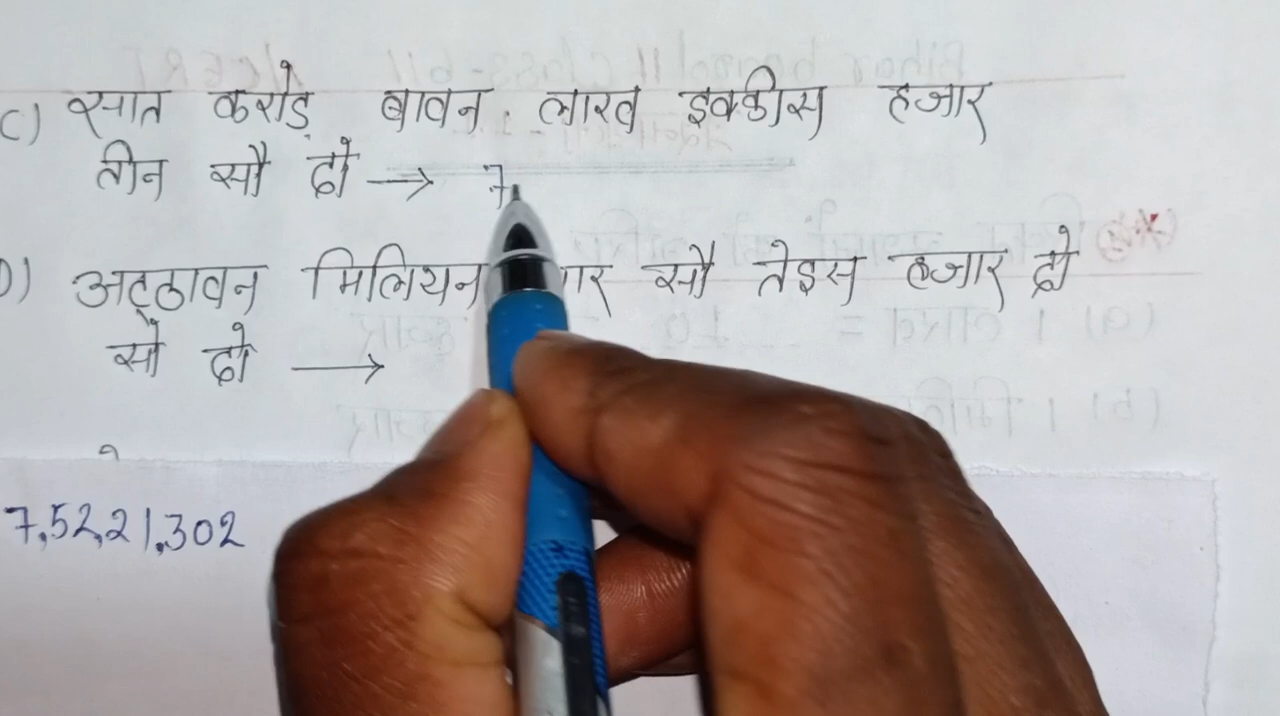 C) सात करोड़ बावन लाख इक्कीस हजार
तीन सौ दो → 7
D) अट्ठावन मिलियन सौ तेइस हजार दो
सौ दो →
7,52,21,302